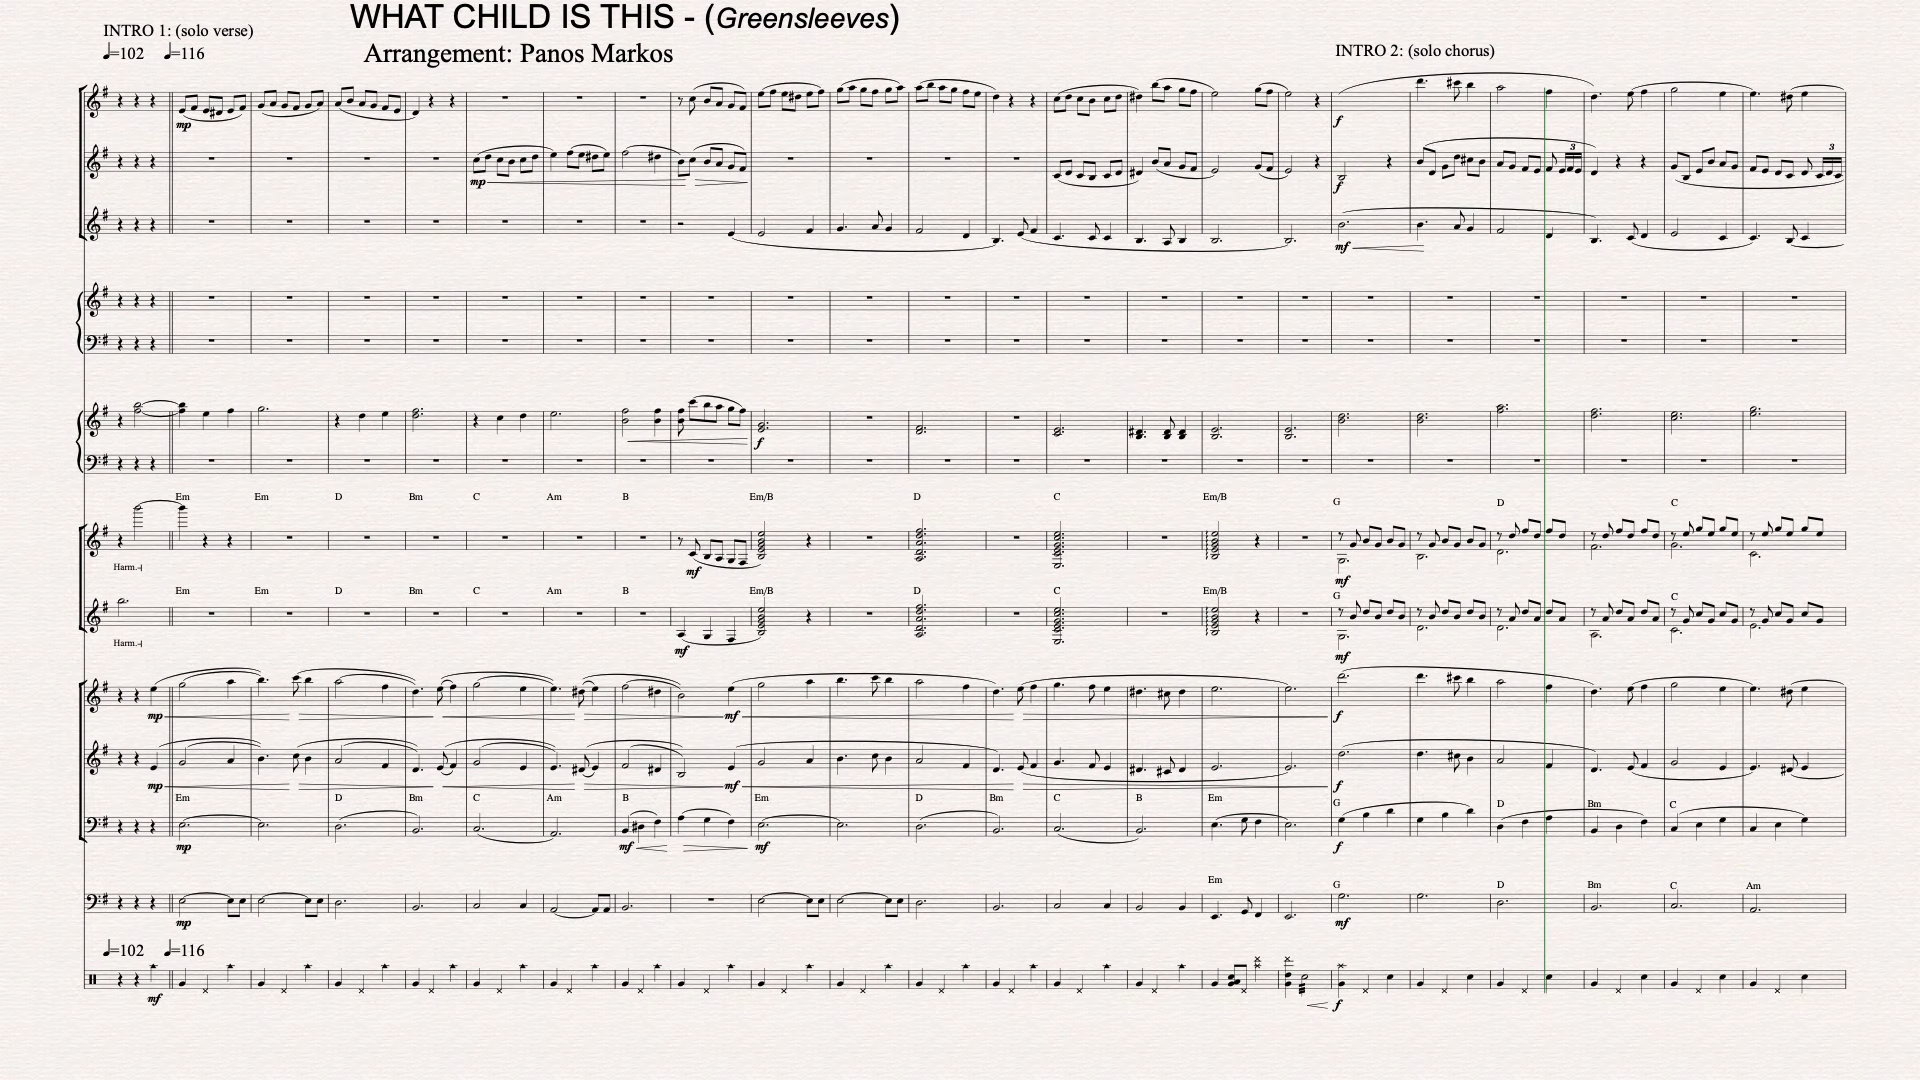 WHAT CHILD IS THIS - (Greensleeves)
INTRO 1: (solo verse)
♩=102 ♩=116
Arrangement: Panos Markos
INTRO 2: (solo chorus)
mp f
3 3
mp f
mf
f
Em Em D Bm C Am B Em/B D C Em/B G D C
Harm. mf mf
Em Em D Bm C Am B Em/B D C Em/B G C
Harm. mf mf
mp mf f
mp mf f
Em D Bm C Am B Em D Bm C B Em G D Bm C
mp mf mf f
Em G D Bm C Am
mp mf
♩=102 ♩=116
mf f